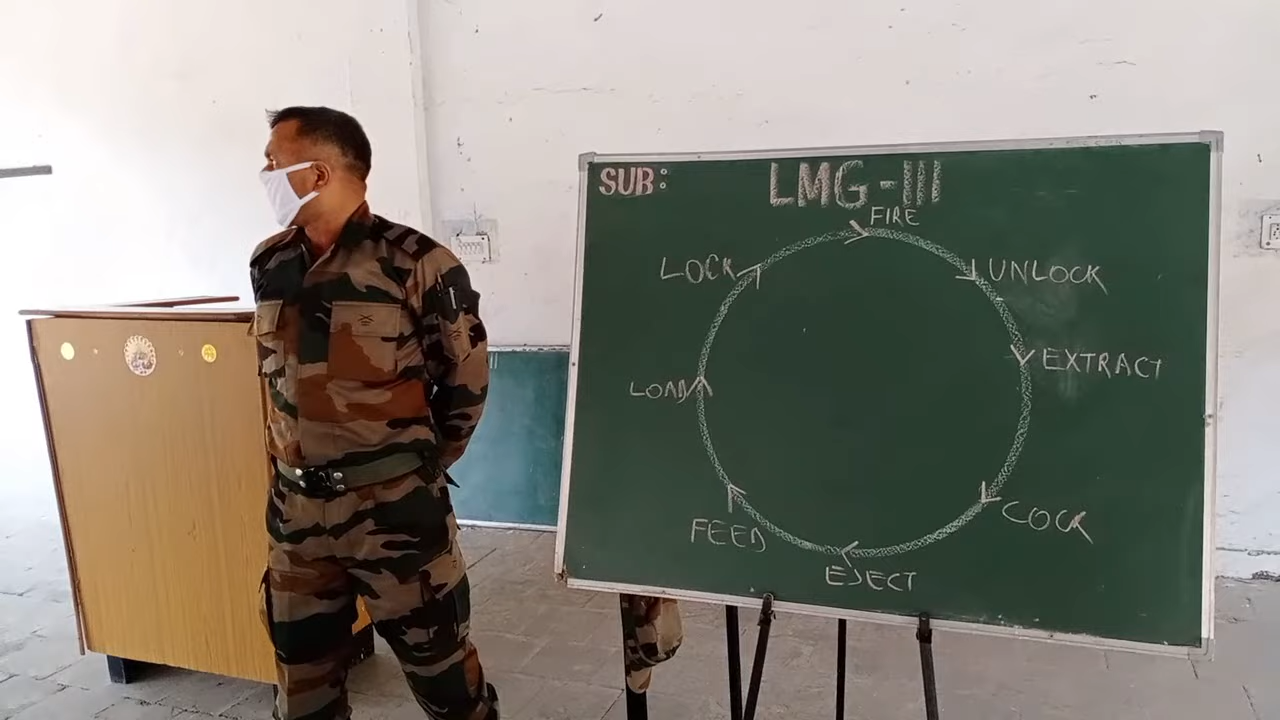 SUB: LMG-III
FIRE
UNLOCK
EXTRACT
COCK
EJECT
FEED
LOAD
LOCK